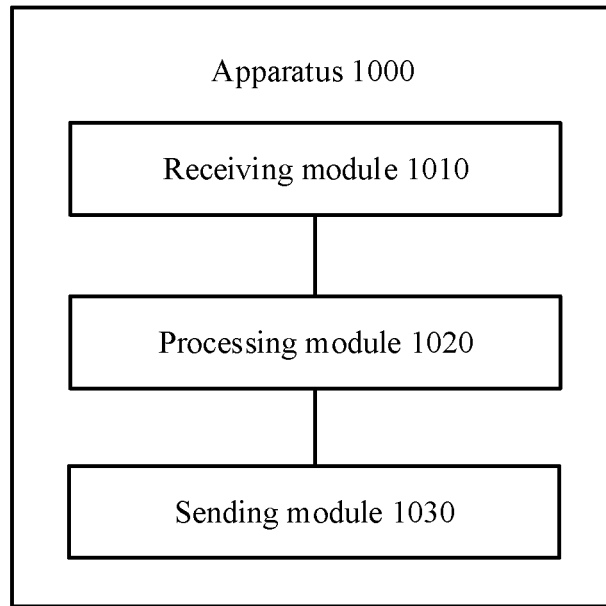 Apparatus 1000
Receiving module 1010
Processing module 1020
Sending module 1030